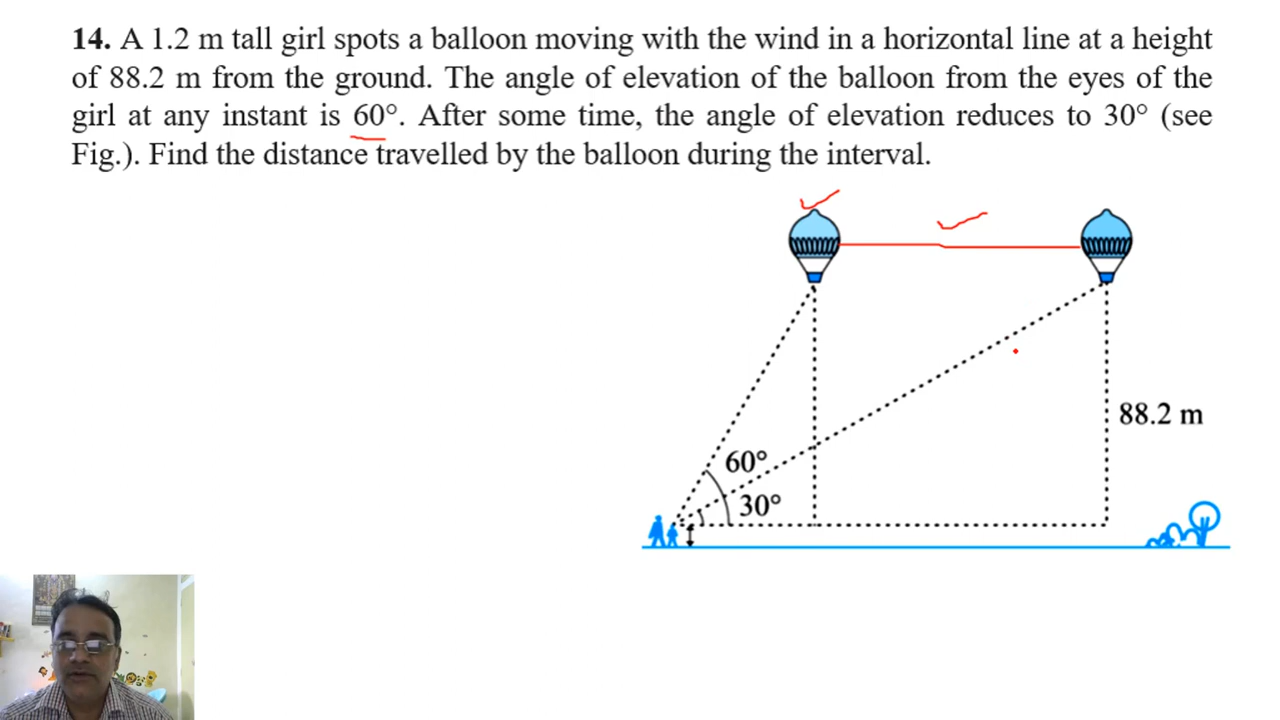 14. A 1.2 m tall girl spots a balloon moving with the wind in a horizontal line at a height
of 88.2 m from the ground. The angle of elevation of the balloon from the eyes of the
girl at any instant is 60°. After some time, the angle of elevation reduces to 30° (see
Fig.). Find the distance travelled by the balloon during the interval.
88.2 m
60°
30°